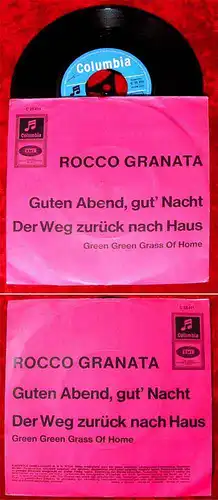 Columbia
ROCCO GRANATA
Guten Abend, gut' Nacht
Der Weg zurück nach Haus
Green Green Grass Of Home
ROCCO GRANATA
Guten Abend, gut' Nacht
Der Weg zurück nach Haus
Green Green Grass Of Home